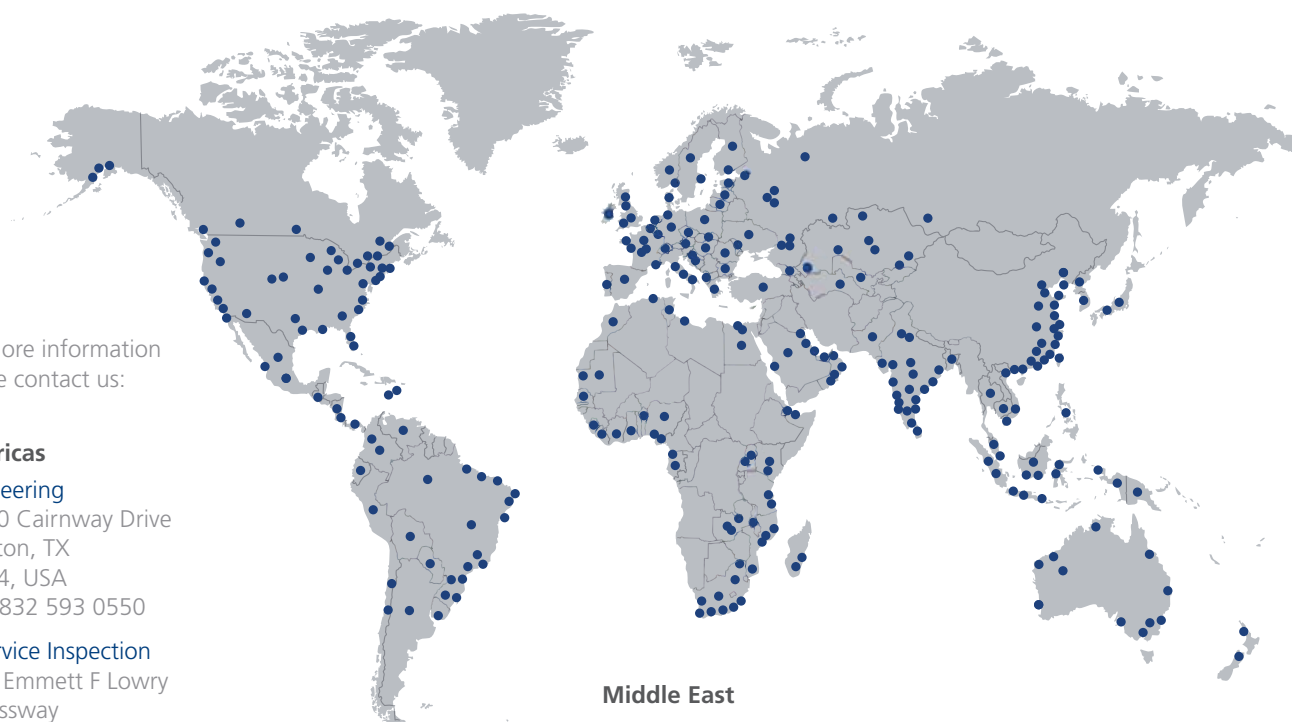 ore information
e contact us:
ricas
eering
0 Cairnway Drive
ton, TX
4, USA
832 593 0550
rvice Inspection
Emmett F Lowry
ssway
Middle East